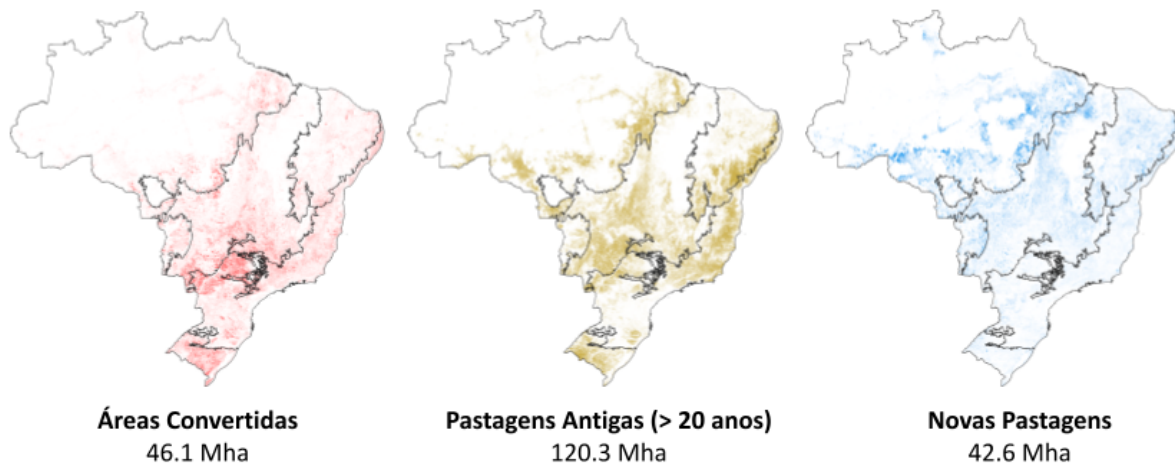 Áreas Convertidas
46.1 Mha
Pastagens Antigas (> 20 anos)
120.3 Mha
Novas Pastagens
42.6 Mha